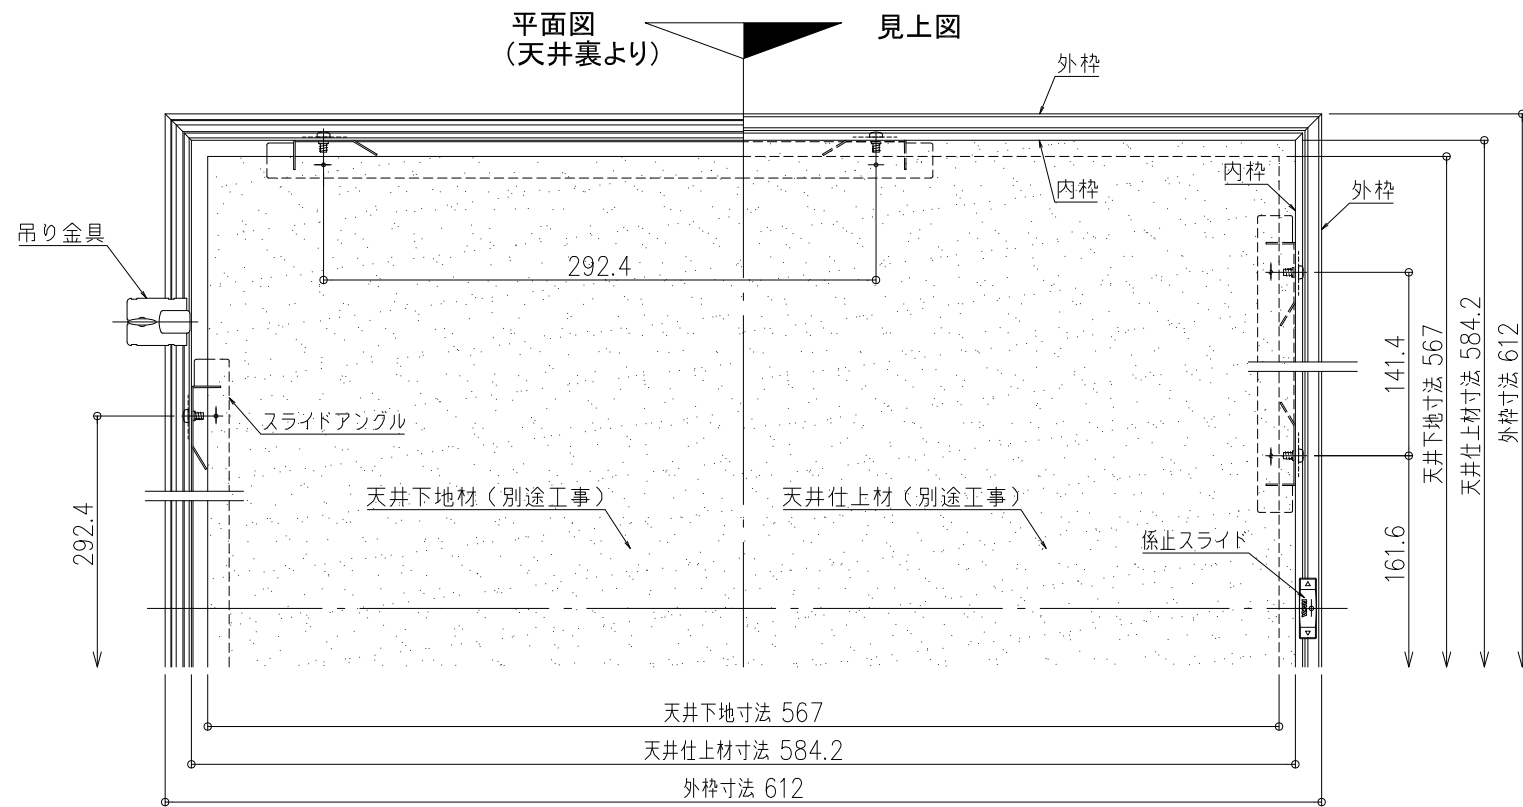 平面図
(天井裏より)
見上図
外枠
内枠
内枠
外枠
吊り金具
292.4
スライドアングル
天井下地材(別途工事)
天井仕上材(別途工事)
係止スライド
292.4
141.4
161.6
天井下地寸法 567
天井仕上材寸法 584.2
外枠寸法 612
天井下地寸法 567
天井仕上材寸法 584.2
外枠寸法 612